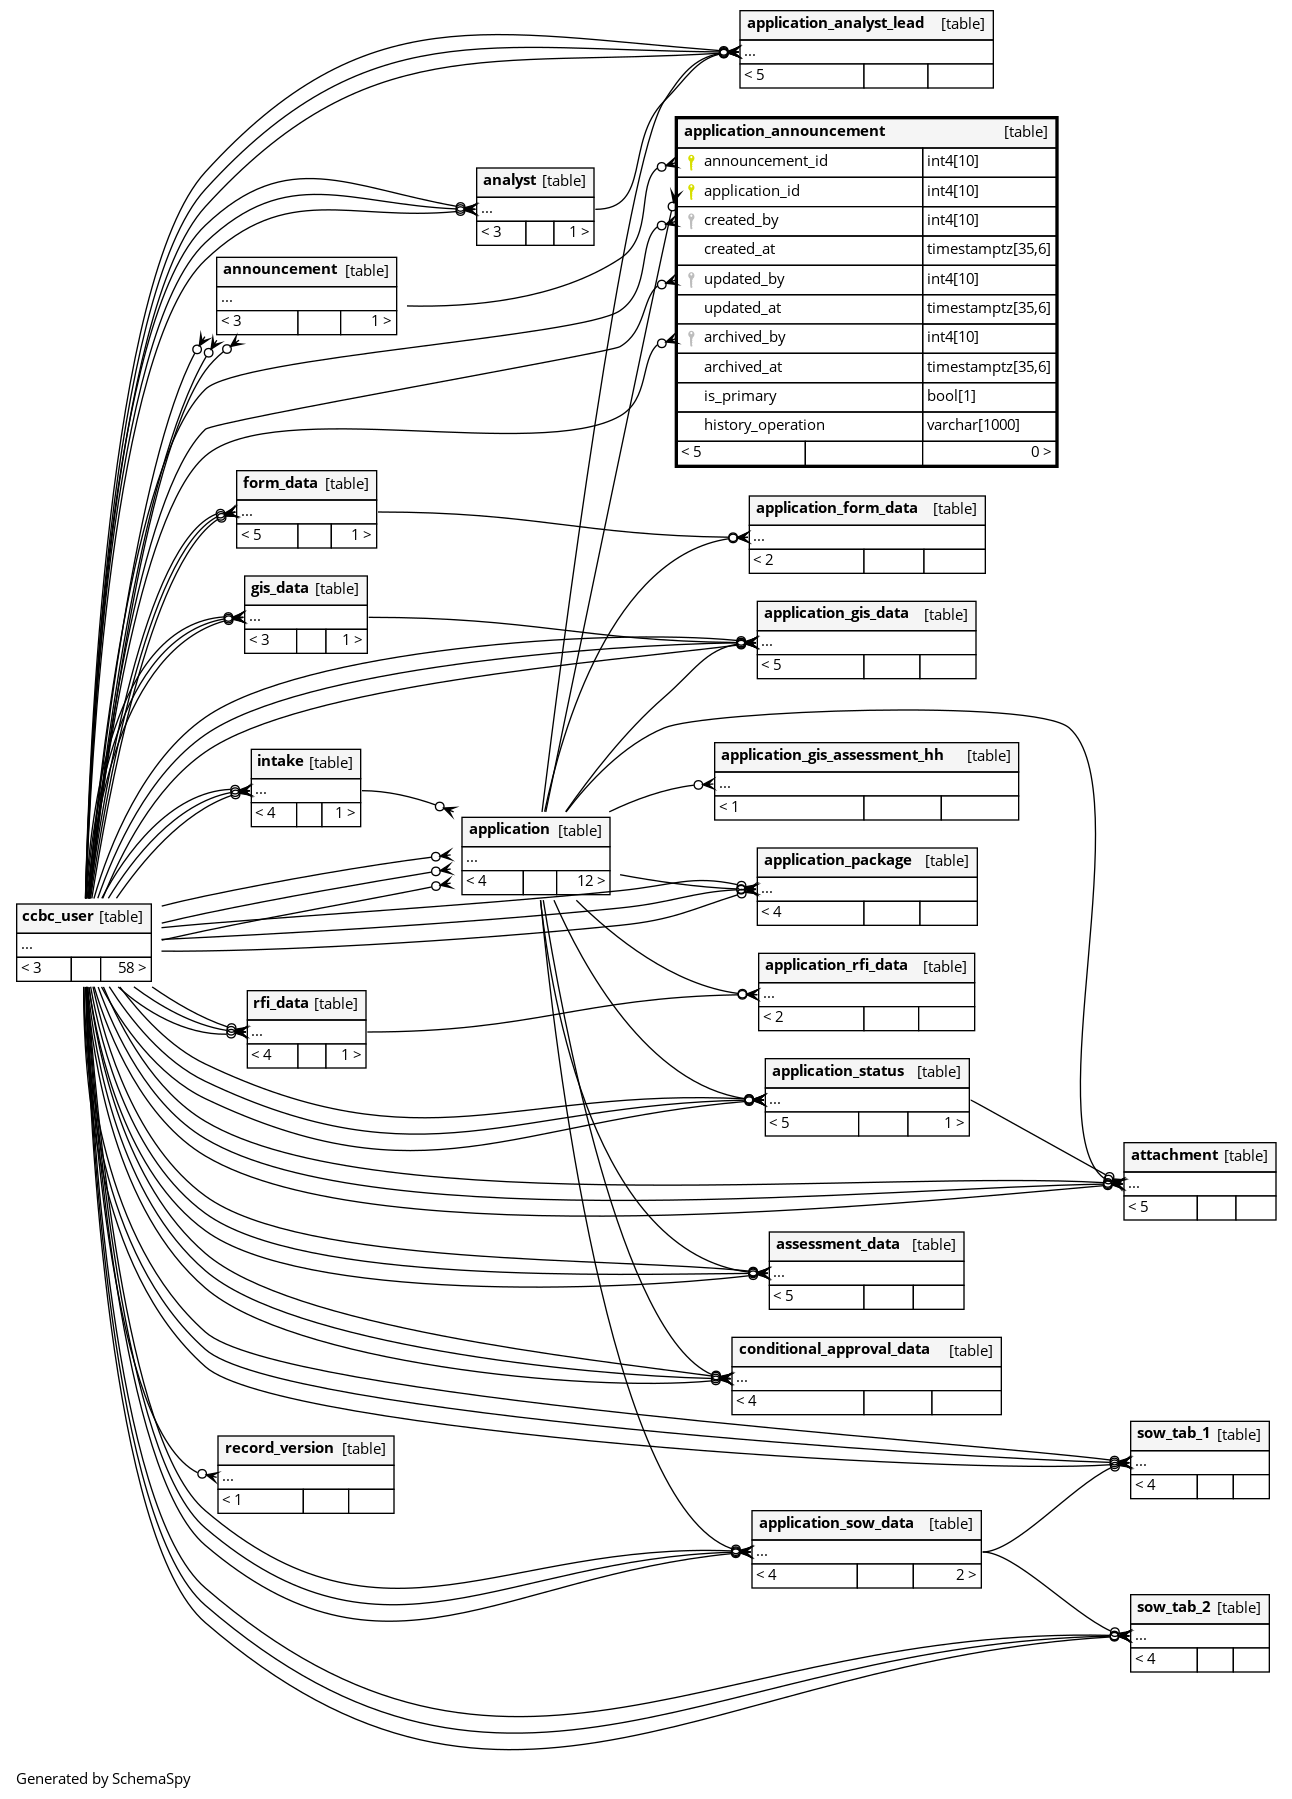 application_analyst_lead [table]
...
< 5
application_announcement [table]
announcement_id int4[10]
application_id int4[10]
created_by int4[10]
created_at timestamptz[35,6]
updated_by int4[10]
updated_at timestamptz[35,6]
archived_by int4[10]
archived_at timestamptz[35,6]
is_primary bool[1]
history_operation varchar[1000]
< 5 0 >
analyst [table]
...
< 3 1 >
announcement [table]
...
< 3 1 >
form_data [table]
...
< 5 1 >
application_form_data [table]
...
< 2
gis_data [table]
...
< 3 1 >
application_gis_data [table]
...
< 5
intake [table]
...
< 4 1 >
application_gis_assessment_hh [table]
...
< 1
application [table]
...
< 4 12 >
application_package [table]
...
< 4
ccbc_user [table]
...
< 3 58 >
application_rfi_data [table]
...
< 2
rfi_data [table]
...
< 4 1 >
application_status [table]
...
< 5 1 >
attachment [table]
...
< 5
assessment_data [table]
...
< 5
conditional_approval_data [table]
...
< 4
sow_tab_1 [table]
...
< 4
record_version [table]
...
< 1
application_sow_data [table]
...
< 4 2 >
sow_tab_2 [table]
...
< 4
Generated by SchemaSpy